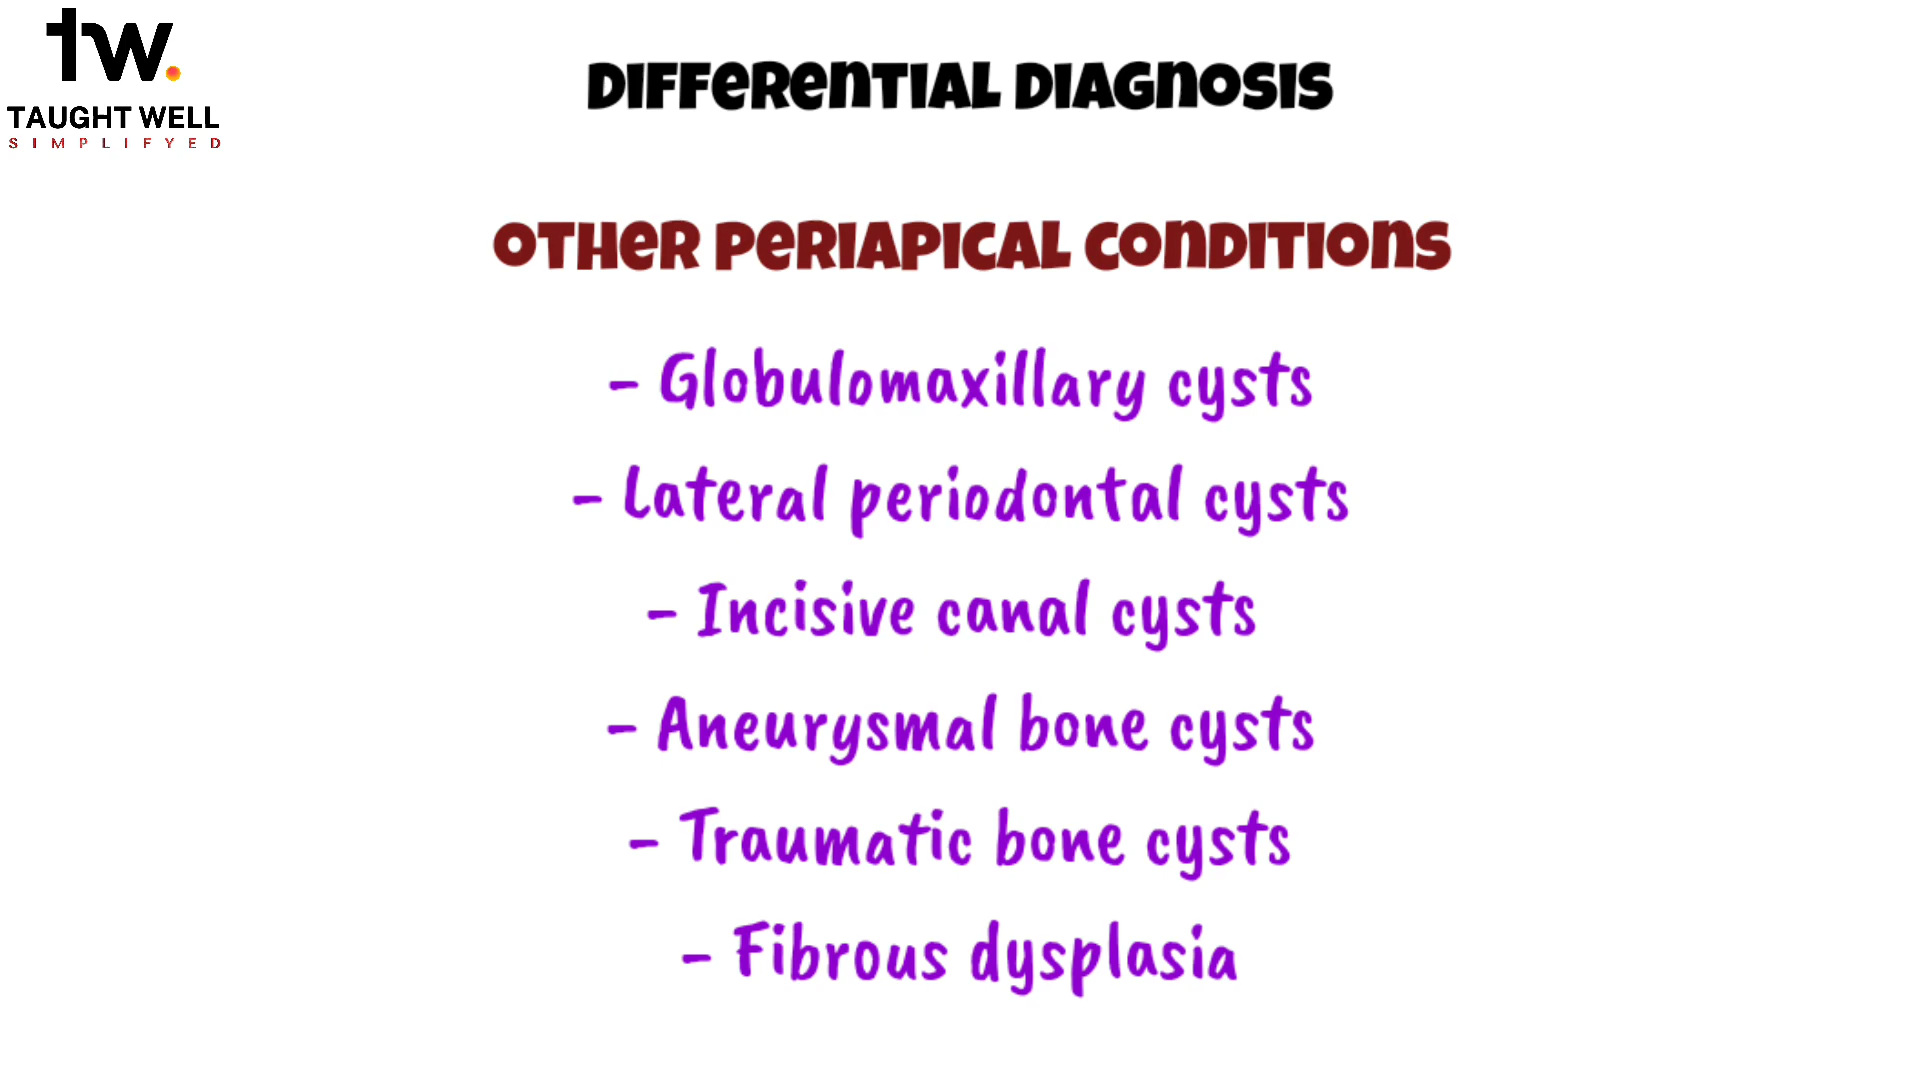 tw.
TAUGHT WELL
SIMPLIFYED
DIFFERENTIAL DIAGNOSIS
OTHER PERIAPICAL CONDITIONS
- Globulomaxillary cysts
- Lateral periodontal cysts
- Incisive canal cysts
- Aneurysmal bone cysts
- Traumatic bone cysts
- Fibrous dysplasia